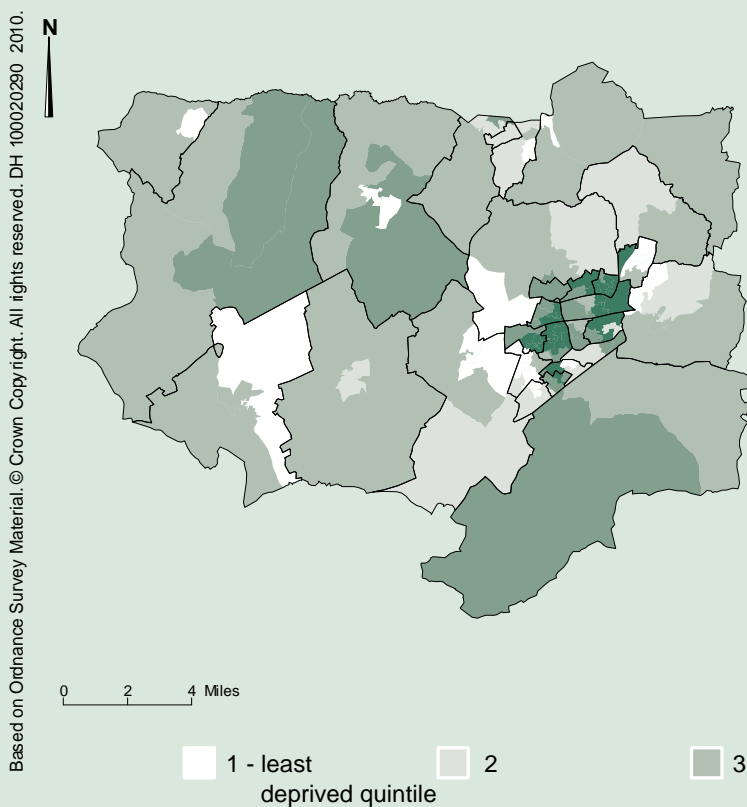 Based on Ordnance Survey Material. © Crown Copyright. All rights reserved. DH 100020290 2010.
N
0 2 4 Miles
1 - least 2 3
deprived quintile